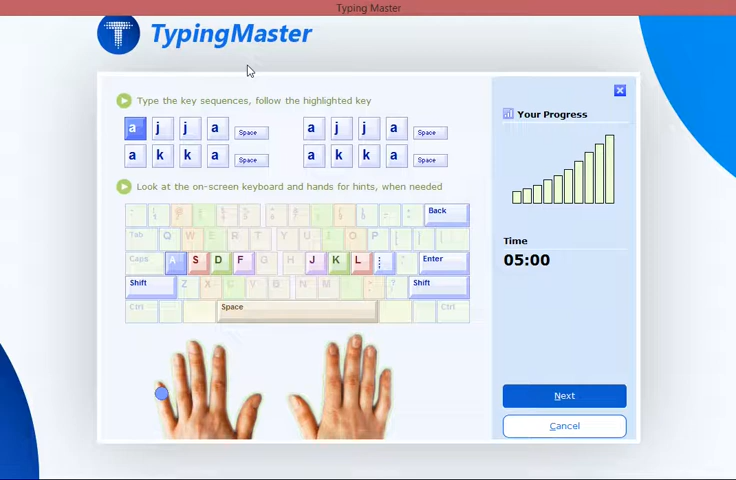 Typing Master
TypingMaster
Type the key sequences, follow the highlighted key
a j j a Space a j j a Space
a k k a Space a k k a Space
Look at the on-screen keyboard and hands for hints, when needed
Back
Tab Q W E R T Y U I O P
Caps A S D F G H J K L ; Enter
Shift Z X C V B N M ? Shift
Ctrl Space Ctrl
Your Progress
Time
05:00
Next
Cancel